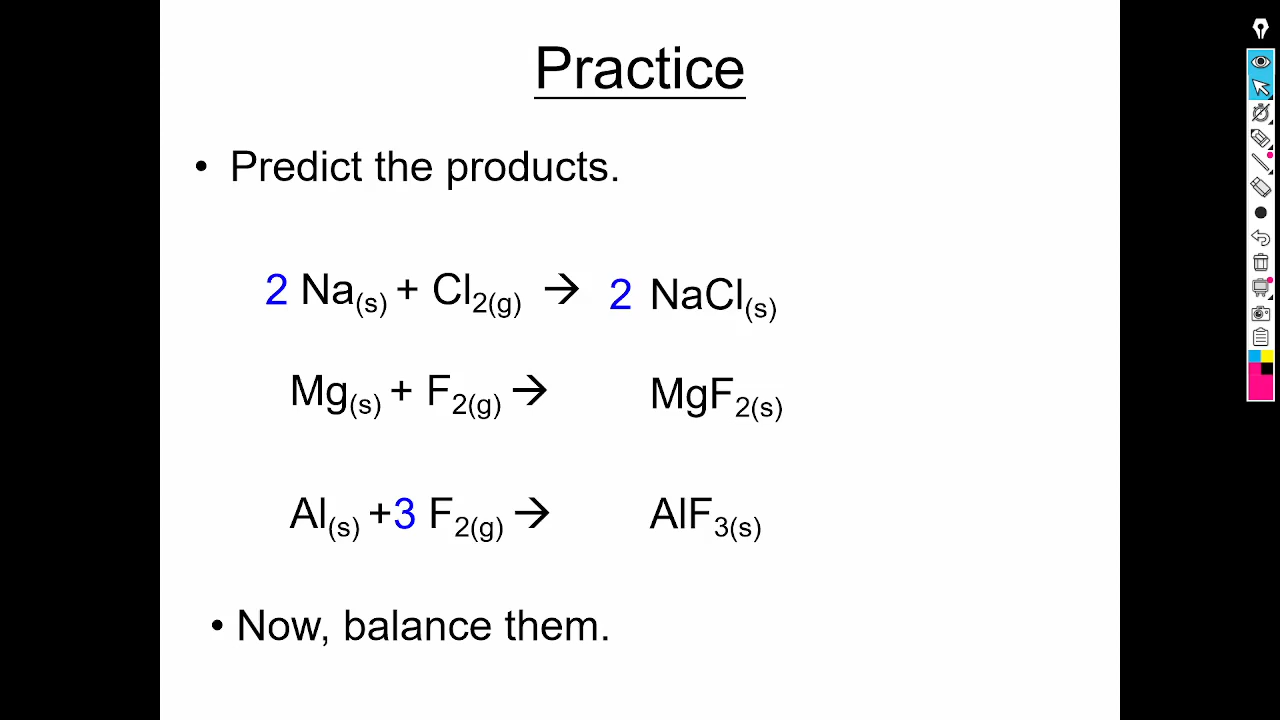 Practice
• Predict the products.
2 Na(s) + Cl2(g) → 2 NaCl(s)
Mg(s) + F2(g) → MgF2(s)
Al(s) +3 F2(g) → AlF3(s)
• Now, balance them.